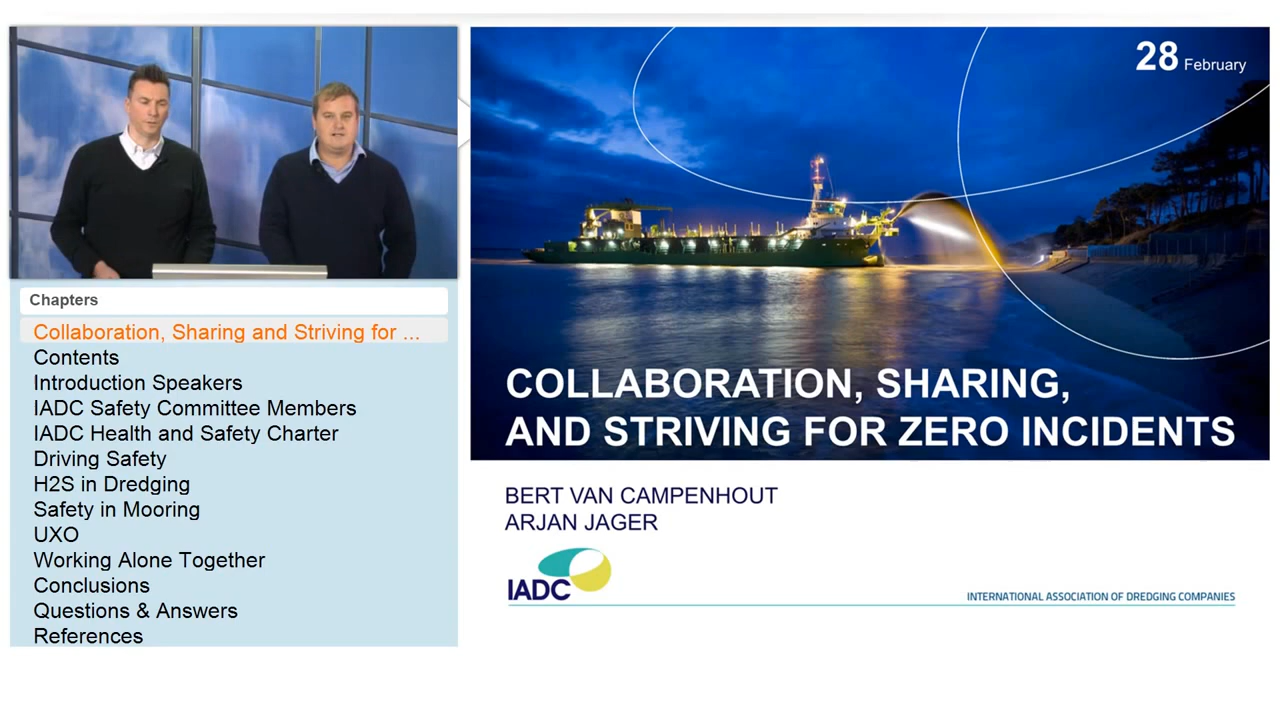 Chapters
Collaboration, Sharing and Striving for ...
Contents
Introduction Speakers
IADC Safety Committee Members
IADC Health and Safety Charter
Driving Safety
H2S in Dredging
Safety in Mooring
UXO
Working Alone Together
Conclusions
Questions & Answers
References
28 February
COLLABORATION, SHARING,
AND STRIVING FOR ZERO INCIDENTS
BERT VAN CAMPENHOUT
ARJAN JAGER
IADC
INTERNATIONAL ASSOCIATION OF DREDGING COMPANIES